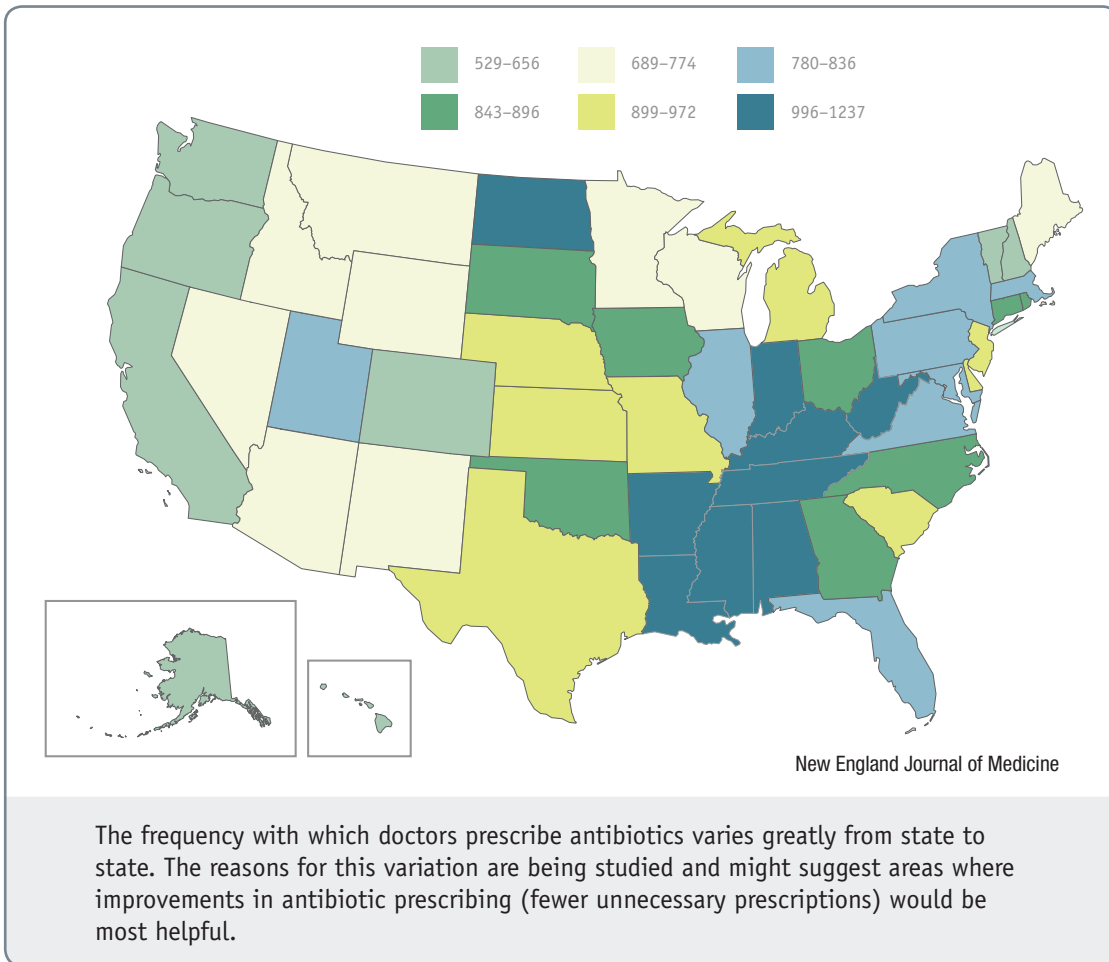 529–656
689–774
780–836
843–896
899–972
996–1237
New England Journal of Medicine
The frequency with which doctors prescribe antibiotics varies greatly from state to
state. The reasons for this variation are being studied and might suggest areas where
improvements in antibiotic prescribing (fewer unnecessary prescriptions) would be
most helpful.